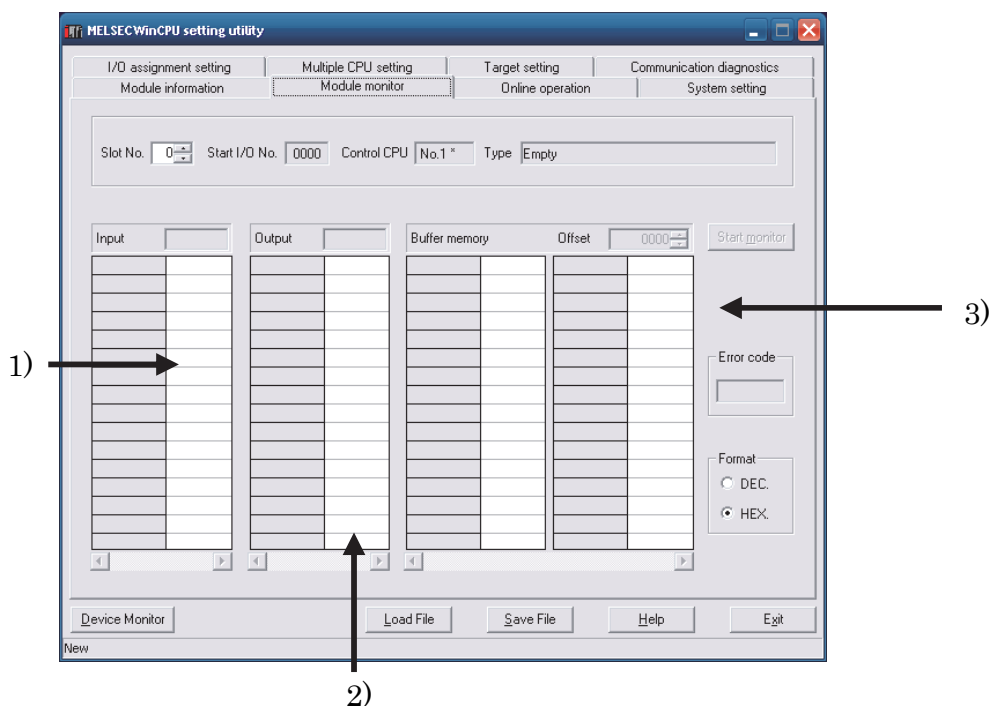 MELSECWinCPU setting utility
I/O assignment setting Multiple CPU setting Target setting Communication diagnostics
Module information Module monitor Online operation System setting
Slot No. 0 Start I/O No. 0000 Control CPU No.1 * Type Empty
Input Output Buffer memory Offset 0000 Start monitor
3)
1)
Error code
Format
DEC.
HEX.
Device Monitor Load File Save File Help Exit
New
2)